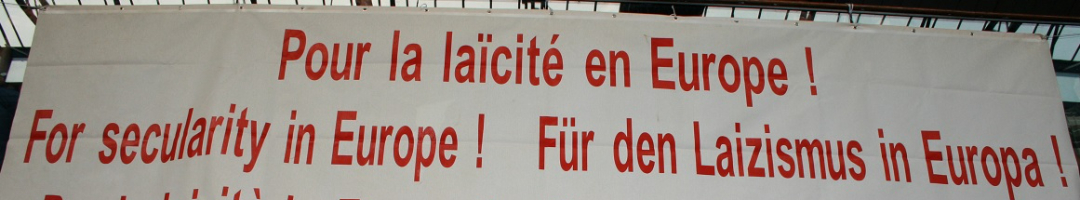 Pour la laïcité en Europe !
For secularity in Europe ! Für den Laizismus in Europa !